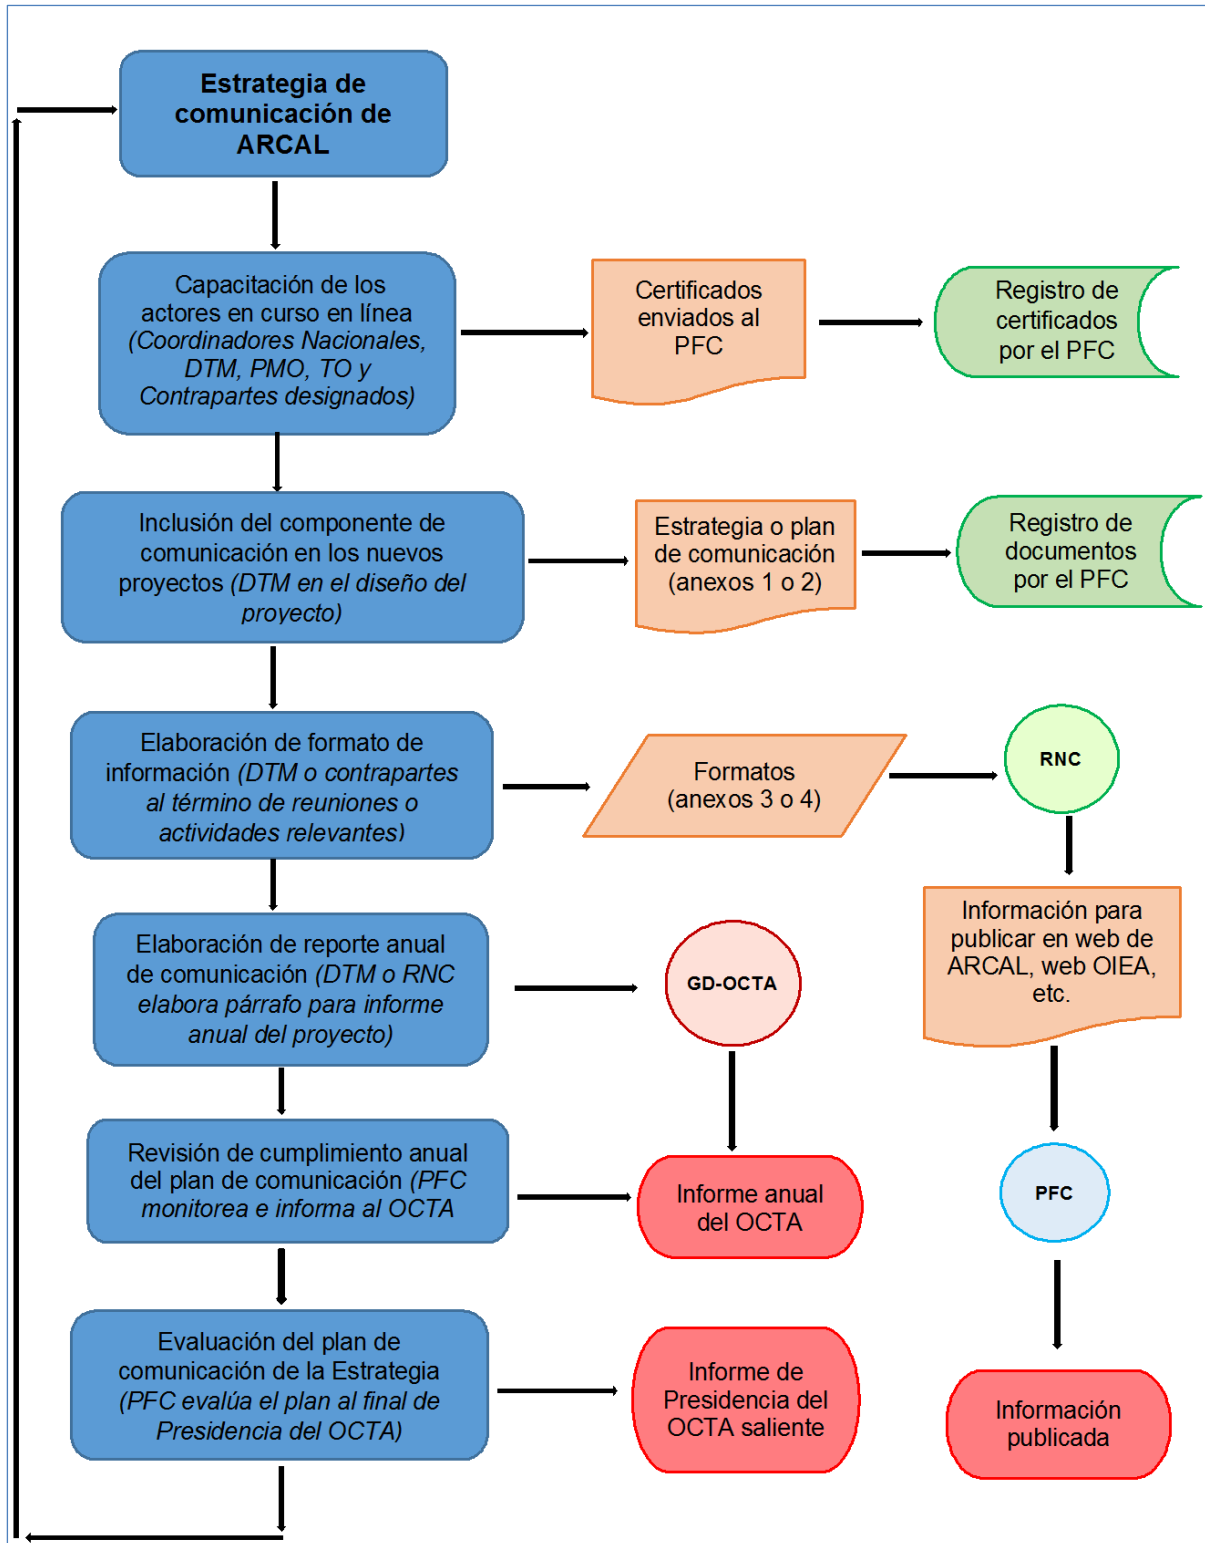 Estrategia de
comunicación de
ARCAL
Capacitación de los
actores en curso en línea
(Coordinadores Nacionales,
DTM, PMO, TO y
Contrapartes designados)
Certificados
enviados al
PFC
Registro de
certificados
por el PFC
Inclusión del componente de
comunicación en los nuevos
proyectos (DTM en el diseño del
proyecto)
Estrategia o plan
de comunicación
(anexos 1 o 2)
Registro de
documentos
por el PFC
Elaboración de formato de
información (DTM o contrapartes
al término de reuniones o
actividades relevantes)
Formatos
(anexos 3 o 4)
RNC
Información para
publicar en web de
ARCAL, web OIEA,
etc.
Elaboración de reporte anual
de comunicación (DTM o RNC
elabora párrafo para informe
anual del proyecto)
GD-OCTA
Revisión de cumplimiento anual
del plan de comunicación (PFC
monitorea e informa al OCTA
Informe anual
del OCTA
PFC
Evaluación del plan de
comunicación de la Estrategia
(PFC evalúa el plan al final de
Presidencia del OCTA)
Informe de
Presidencia del
OCTA saliente
Información
publicada